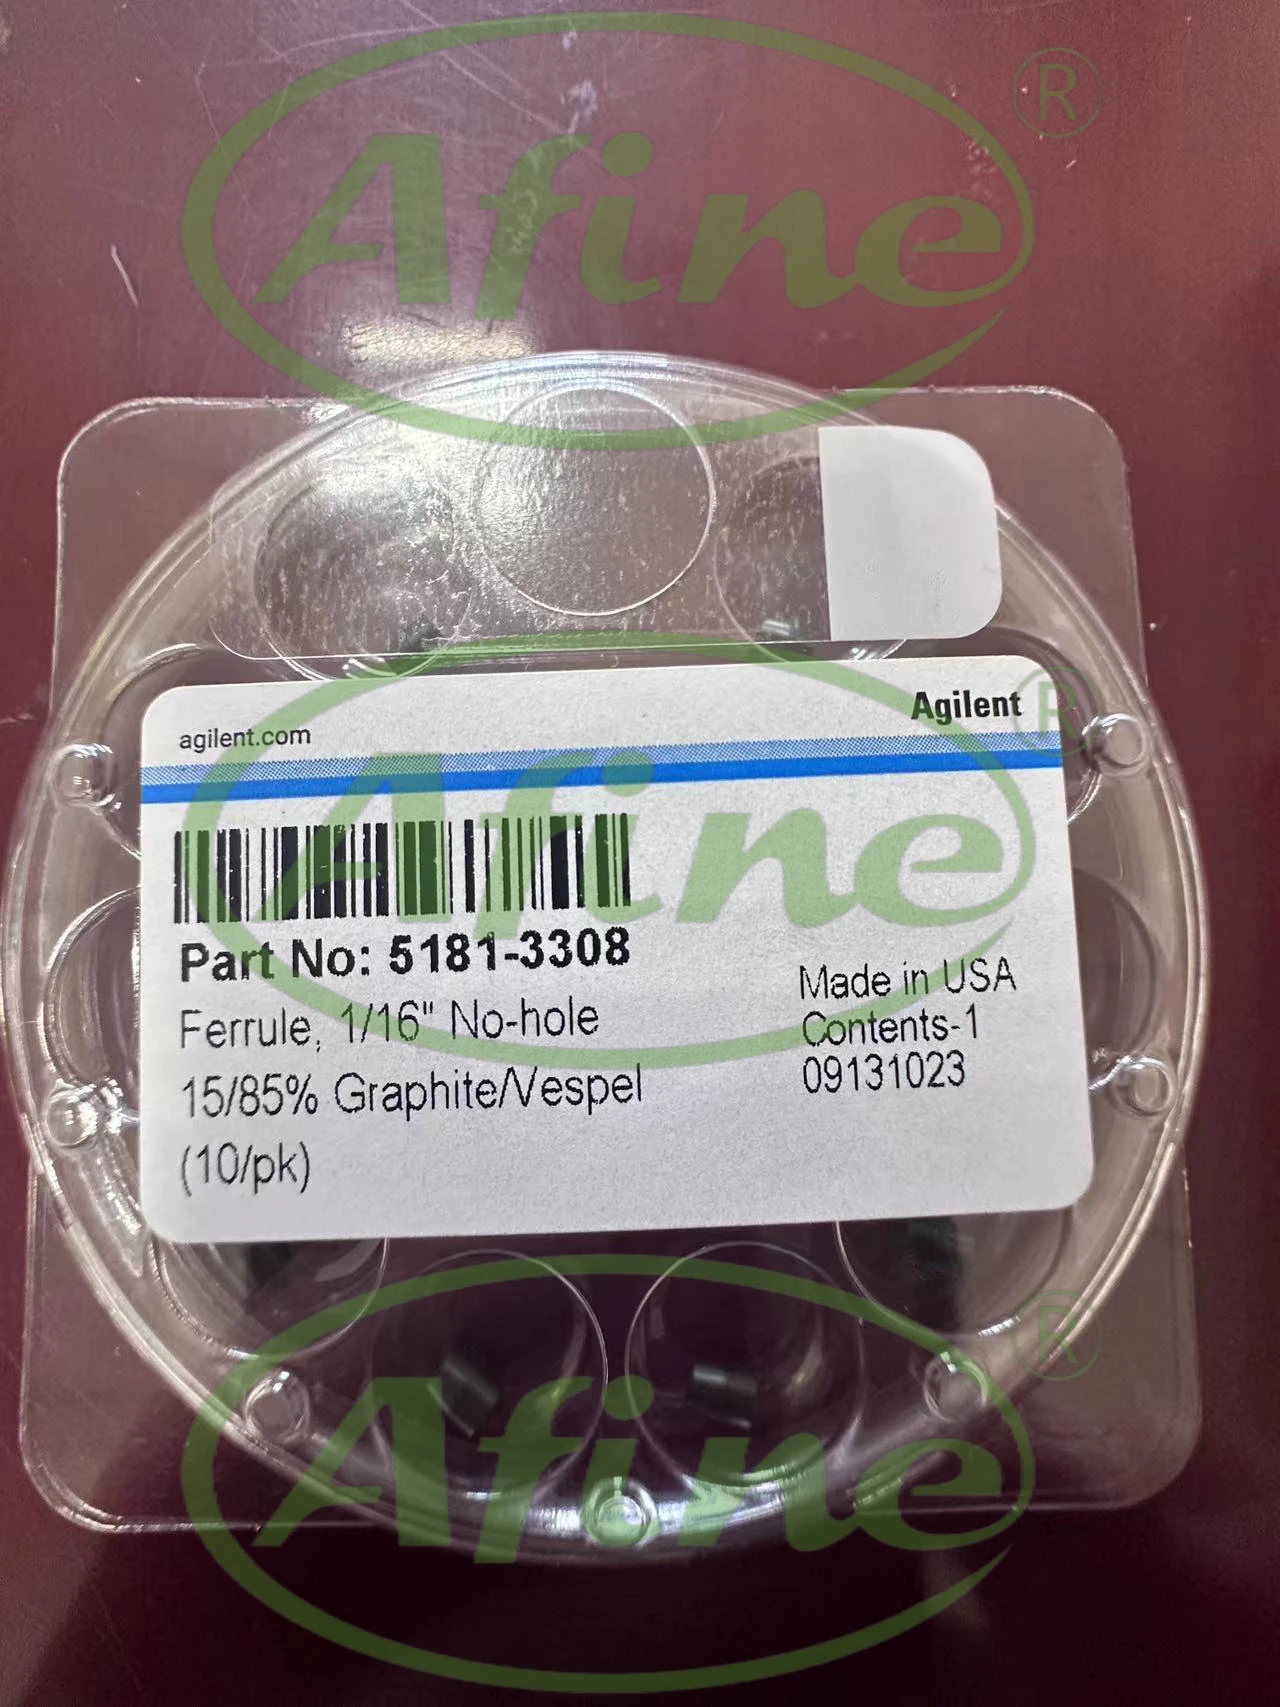 Afine ®
agilent.com
Agilent
Afine ®
Part No: 5181-3308
Ferrule, 1/16" No-hole
15/85% Graphite/Vespel
(10/pk)
Made in USA
Contents-1
09131023
Afine ®